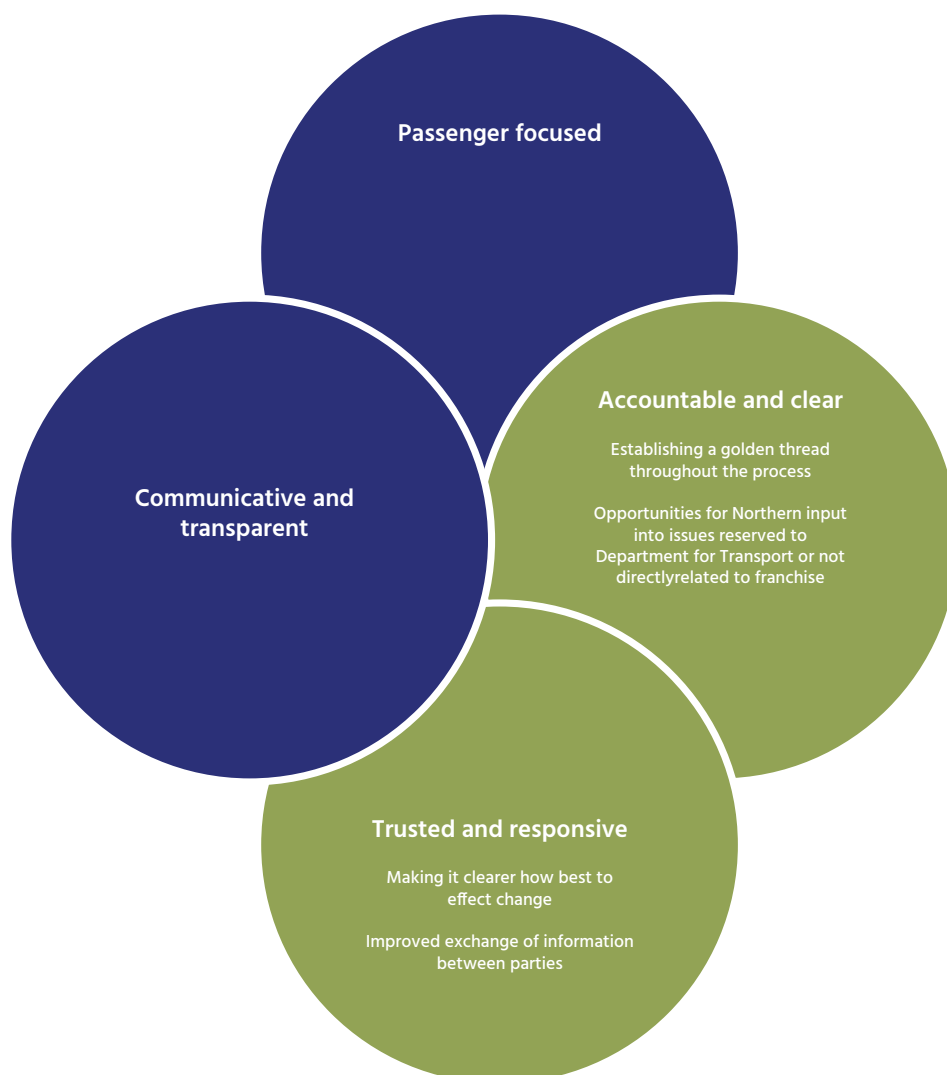 Passenger focused
Accountable and clear
Establishing a golden thread
throughout the process
Opportunities for Northern input
into issues reserved to
Department for Transport or not
directlyrelated to franchise
Communicative and
transparent
Trusted and responsive
Making it clearer how best to
effect change
Improved exchange of information
between parties